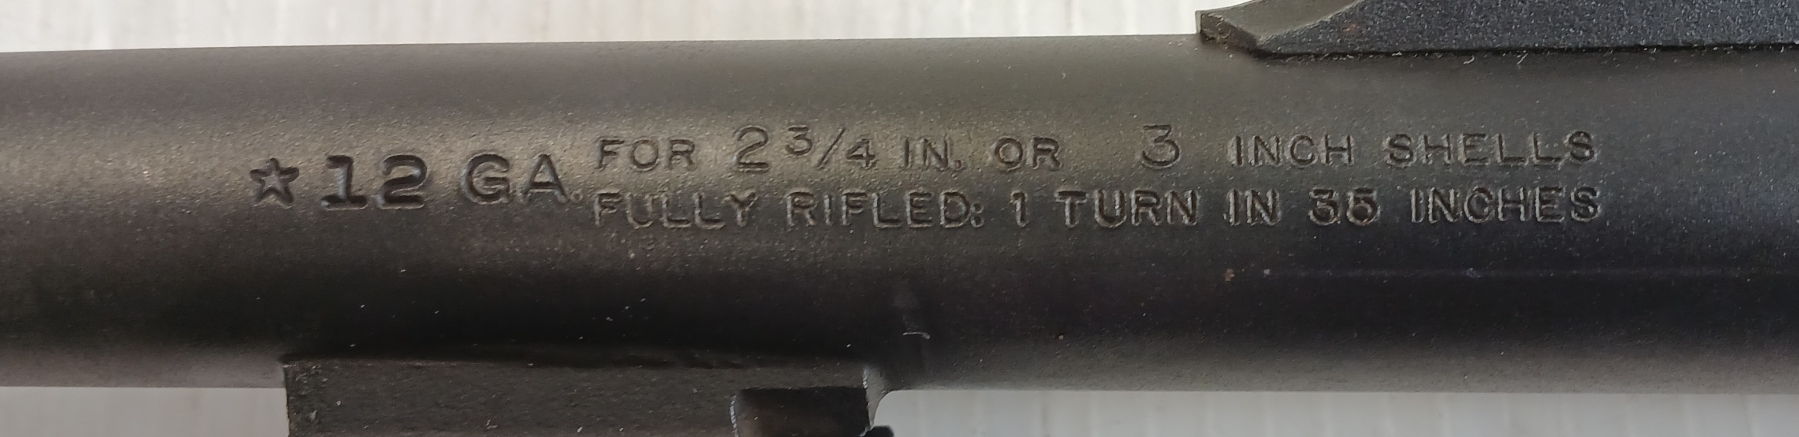 ☆12 GA. FOR 2 3/4 IN. OR 3 INCH SHELLS
FULLY RIFLED: 1 TURN IN 35 INCHES